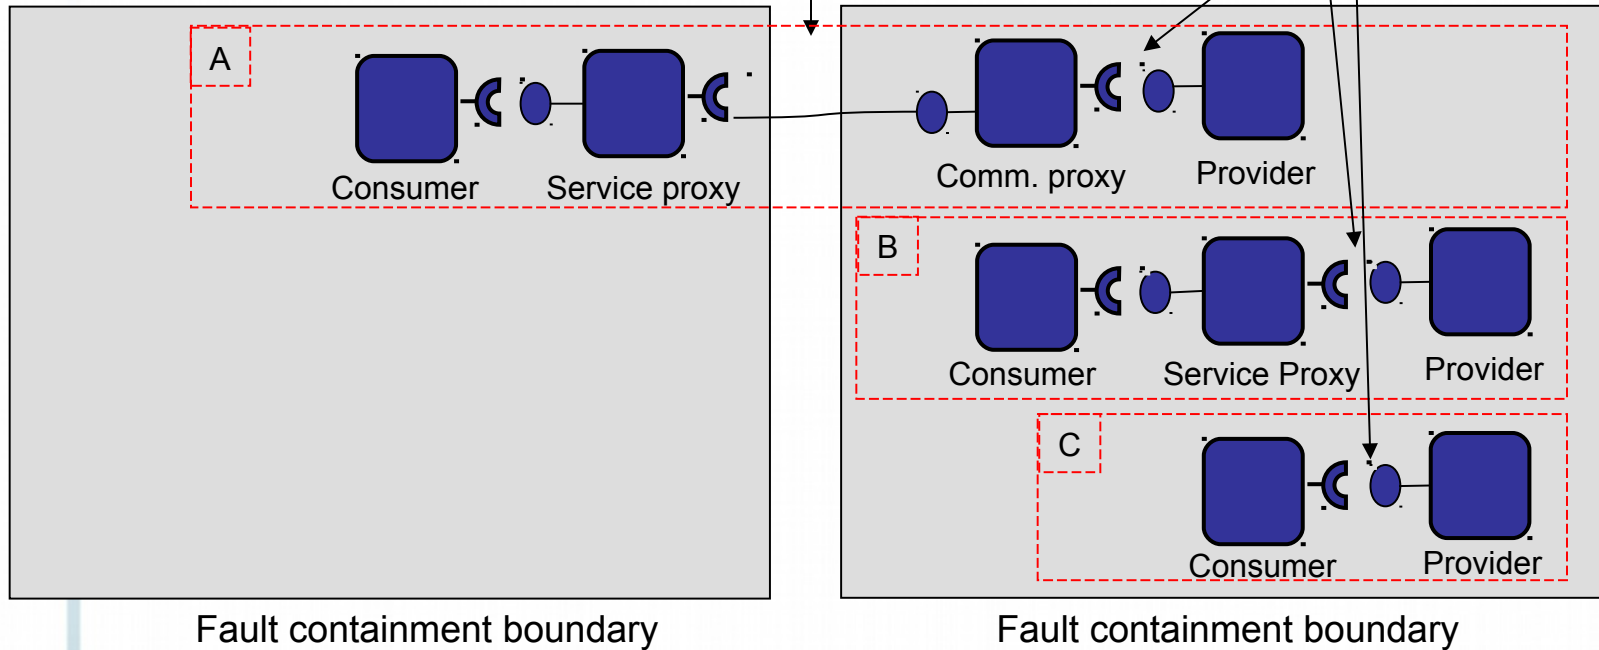 A
Consumer
Service proxy
Comm. proxy
Provider
B
Consumer
Service Proxy
Provider
C
Consumer
Provider
Fault containment boundary
Fault containment boundary